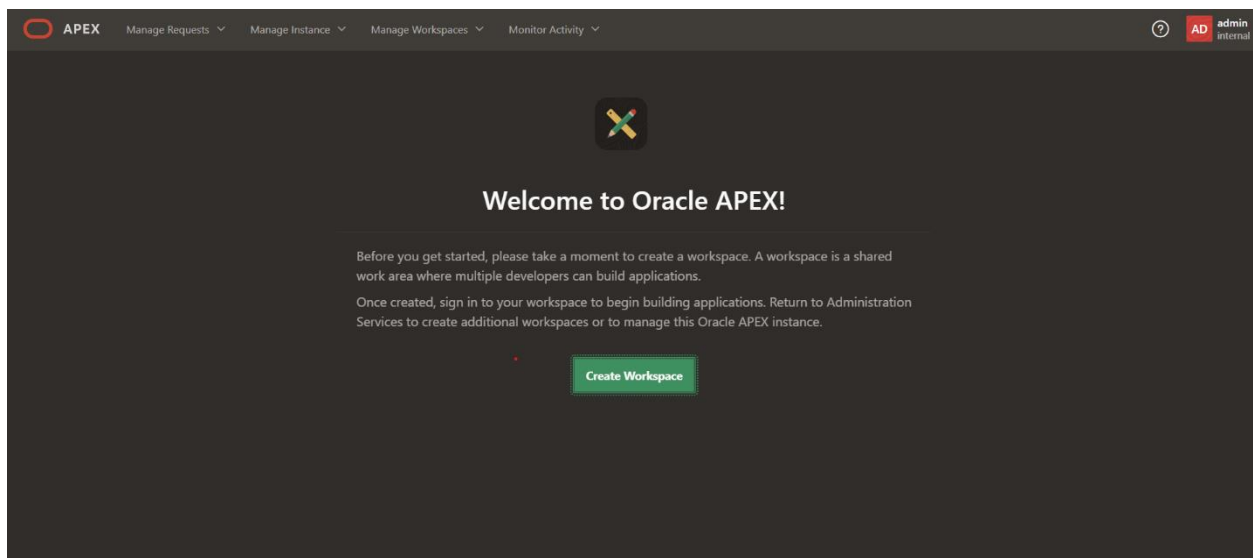 APEX Manage Requests Manage Instance Manage Workspaces Monitor Activity ? AD admin
internal
Welcome to Oracle APEX!
Before you get started, please take a moment to create a workspace. A workspace is a shared
work area where multiple developers can build applications.
Once created, sign in to your workspace to begin building applications. Return to Administration
Services to create additional workspaces or to manage this Oracle APEX instance.
Create Workspace